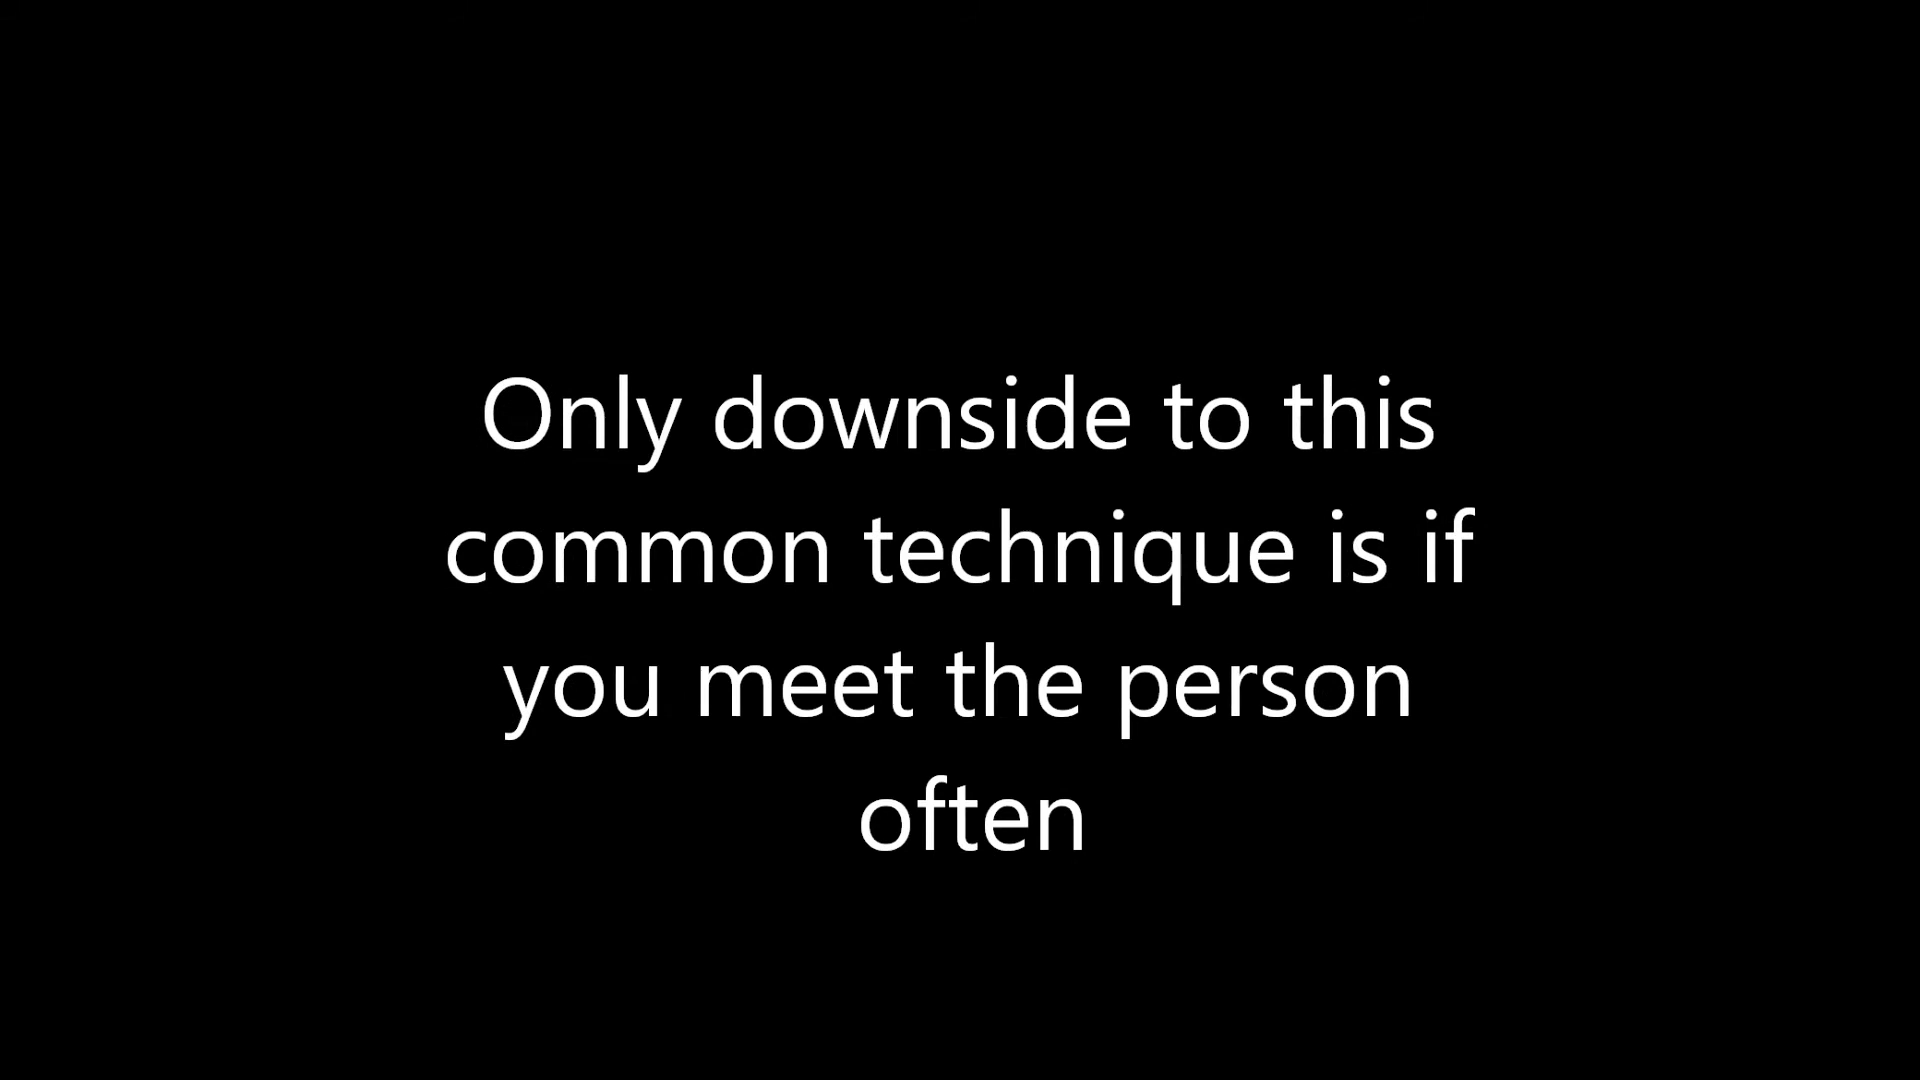 Only downside to this
common technique is if
you meet the person
often